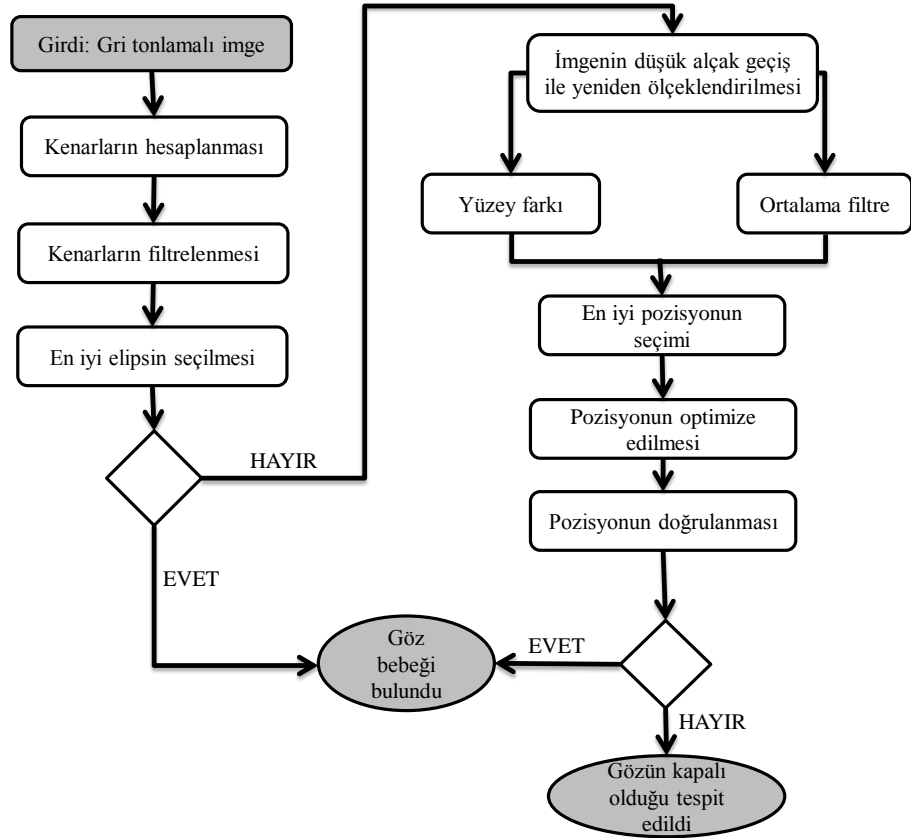 Girdi: Gri tonlamalı imge
Kenarların hesaplanması
Kenarların filtrelenmesi
En iyi elipsin seçilmesi
HAYIR
EVET
İmgenin düşük alçak geçiş
ile yeniden ölçeklendirilmesi
Yüzey farkı
Ortalama filtre
En iyi pozisyonun
seçimi
Pozisyonun optimize
edilmesi
Pozisyonun doğrulanması
EVET
Göz
bebeği
bulundu
HAYIR
Gözün kapalı
olduğu tespit
edildi